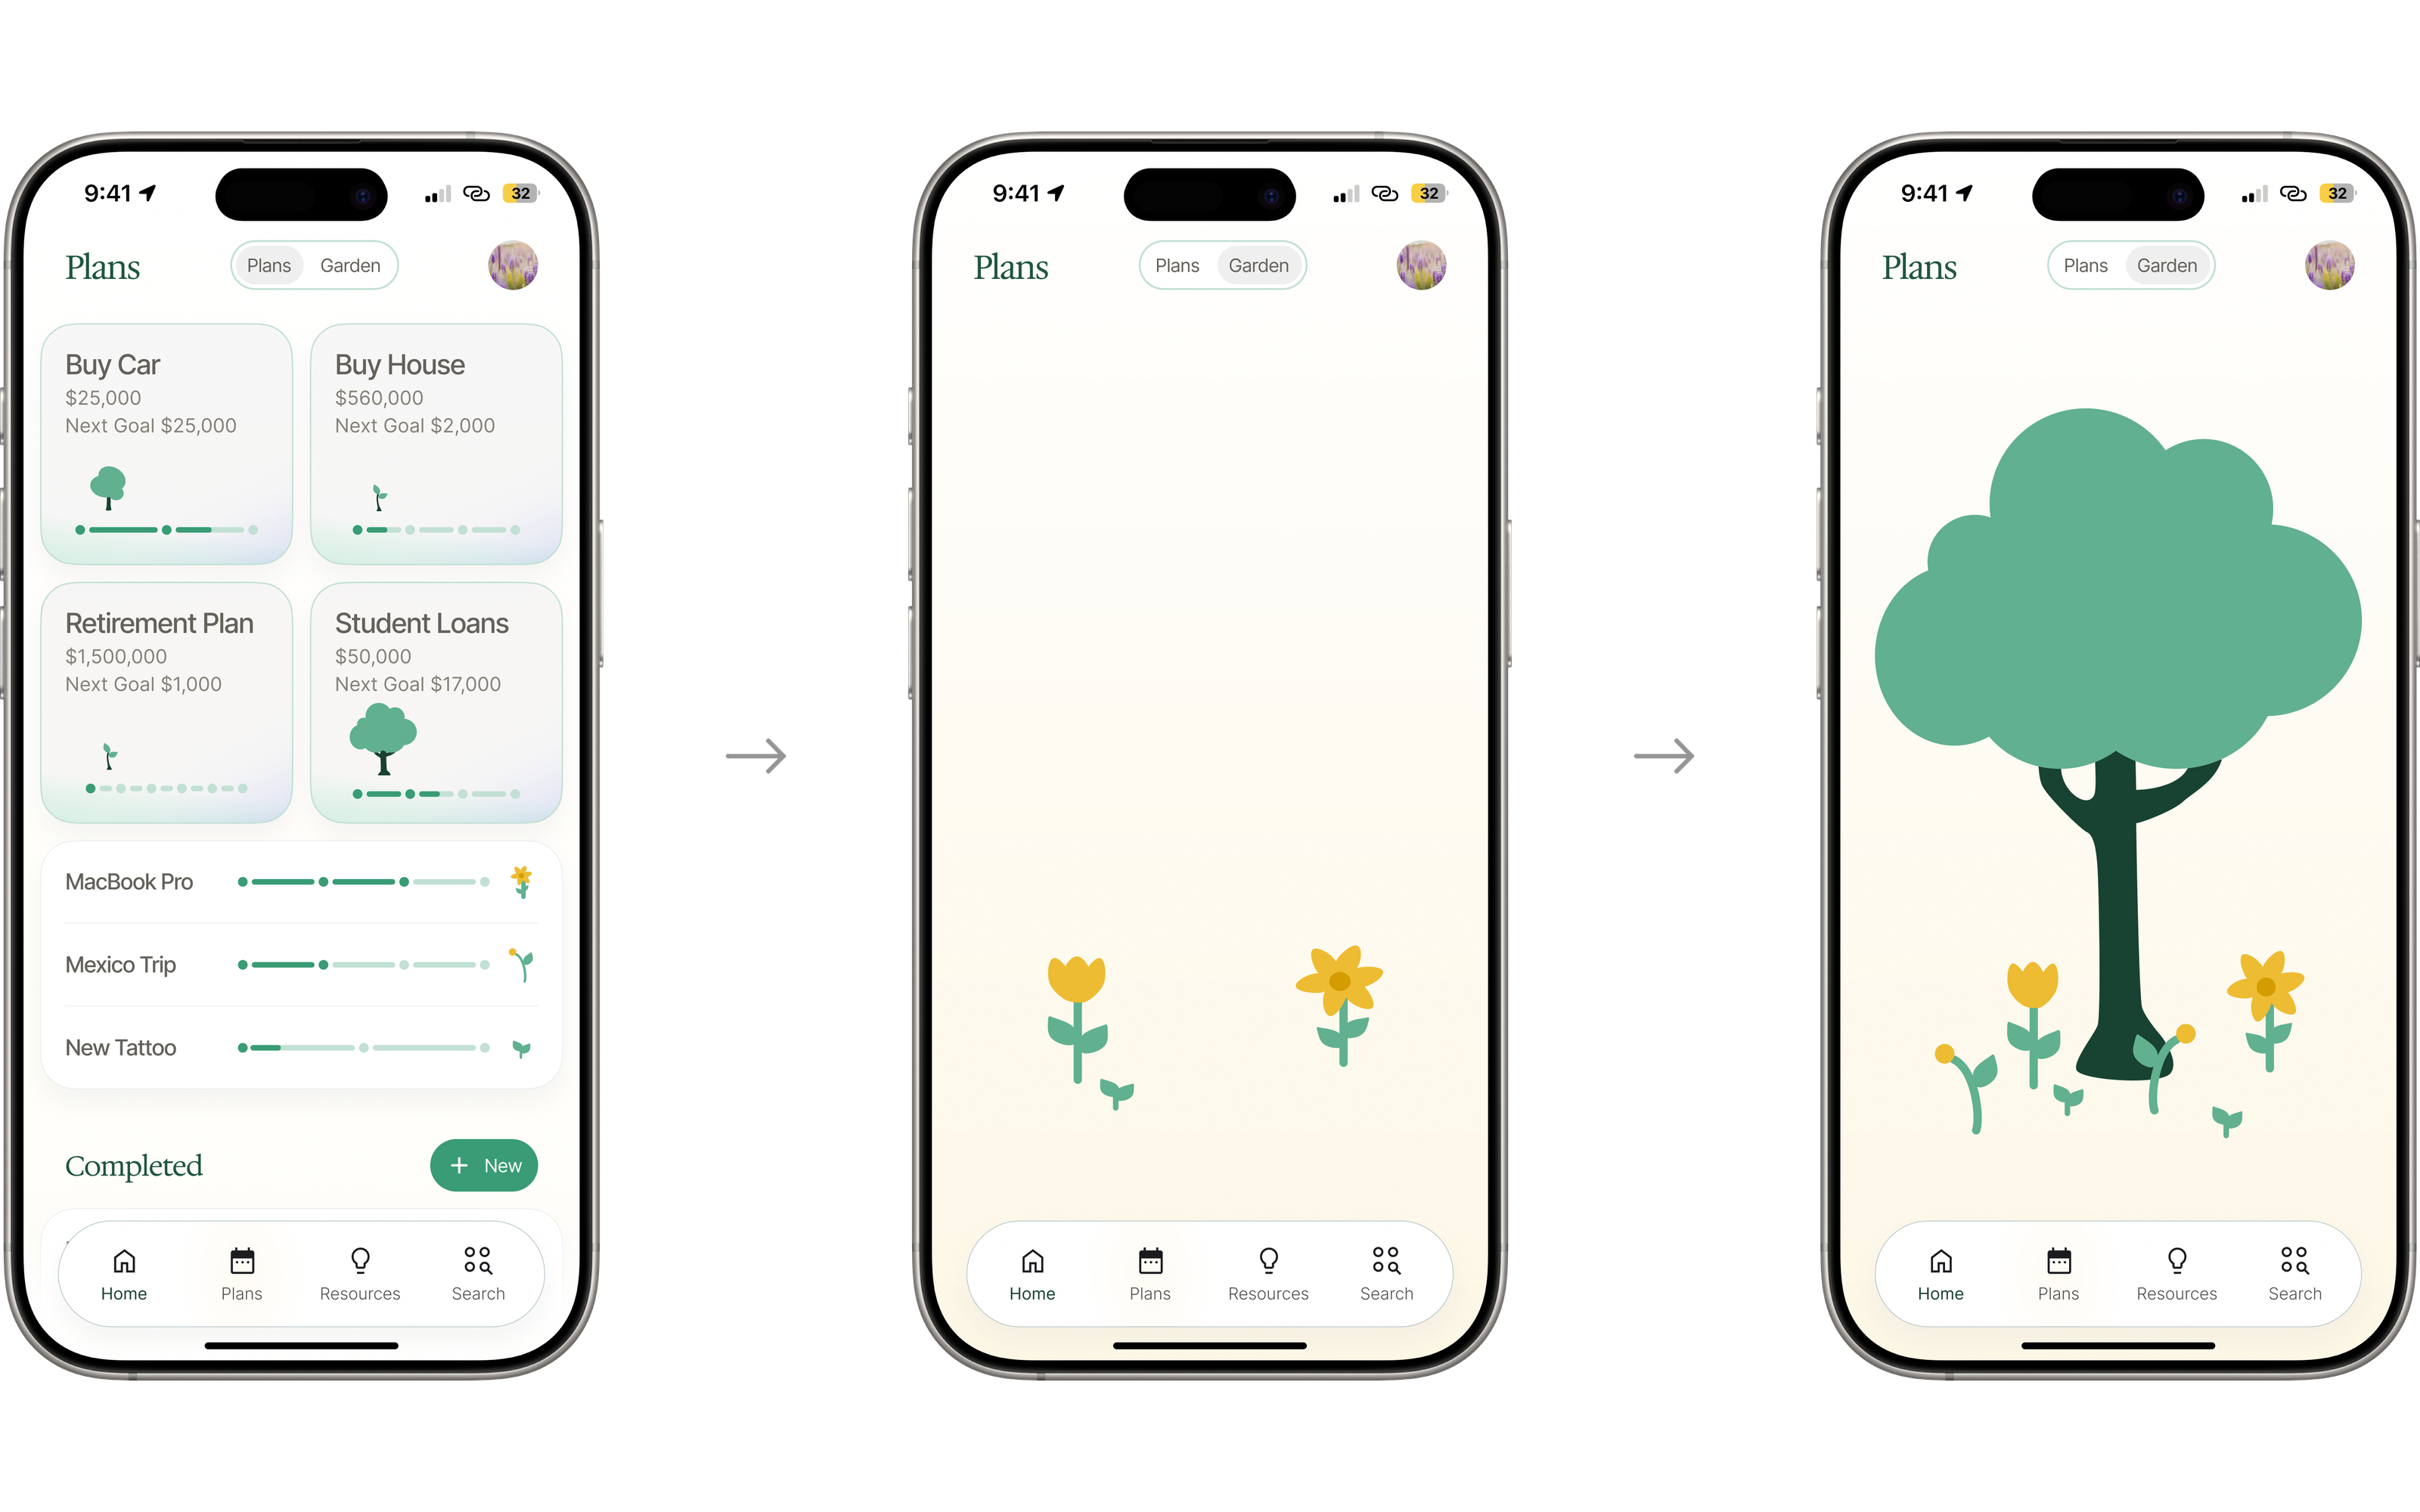 9:41
32
Plans
Plans Garden
Buy Car
$25,000
Next Goal $25,000
Buy House
$560,000
Next Goal $2,000
Retirement Plan
$1,500,000
Next Goal $1,000
Student Loans
$50,000
Next Goal $17,000
MacBook Pro
Mexico Trip
New Tattoo
Completed
+ New
Home Plans Resources Search
9:41
32
Plans
Plans Garden
Home Plans Resources Search
9:41
32
Plans
Plans Garden
Home Plans Resources Search